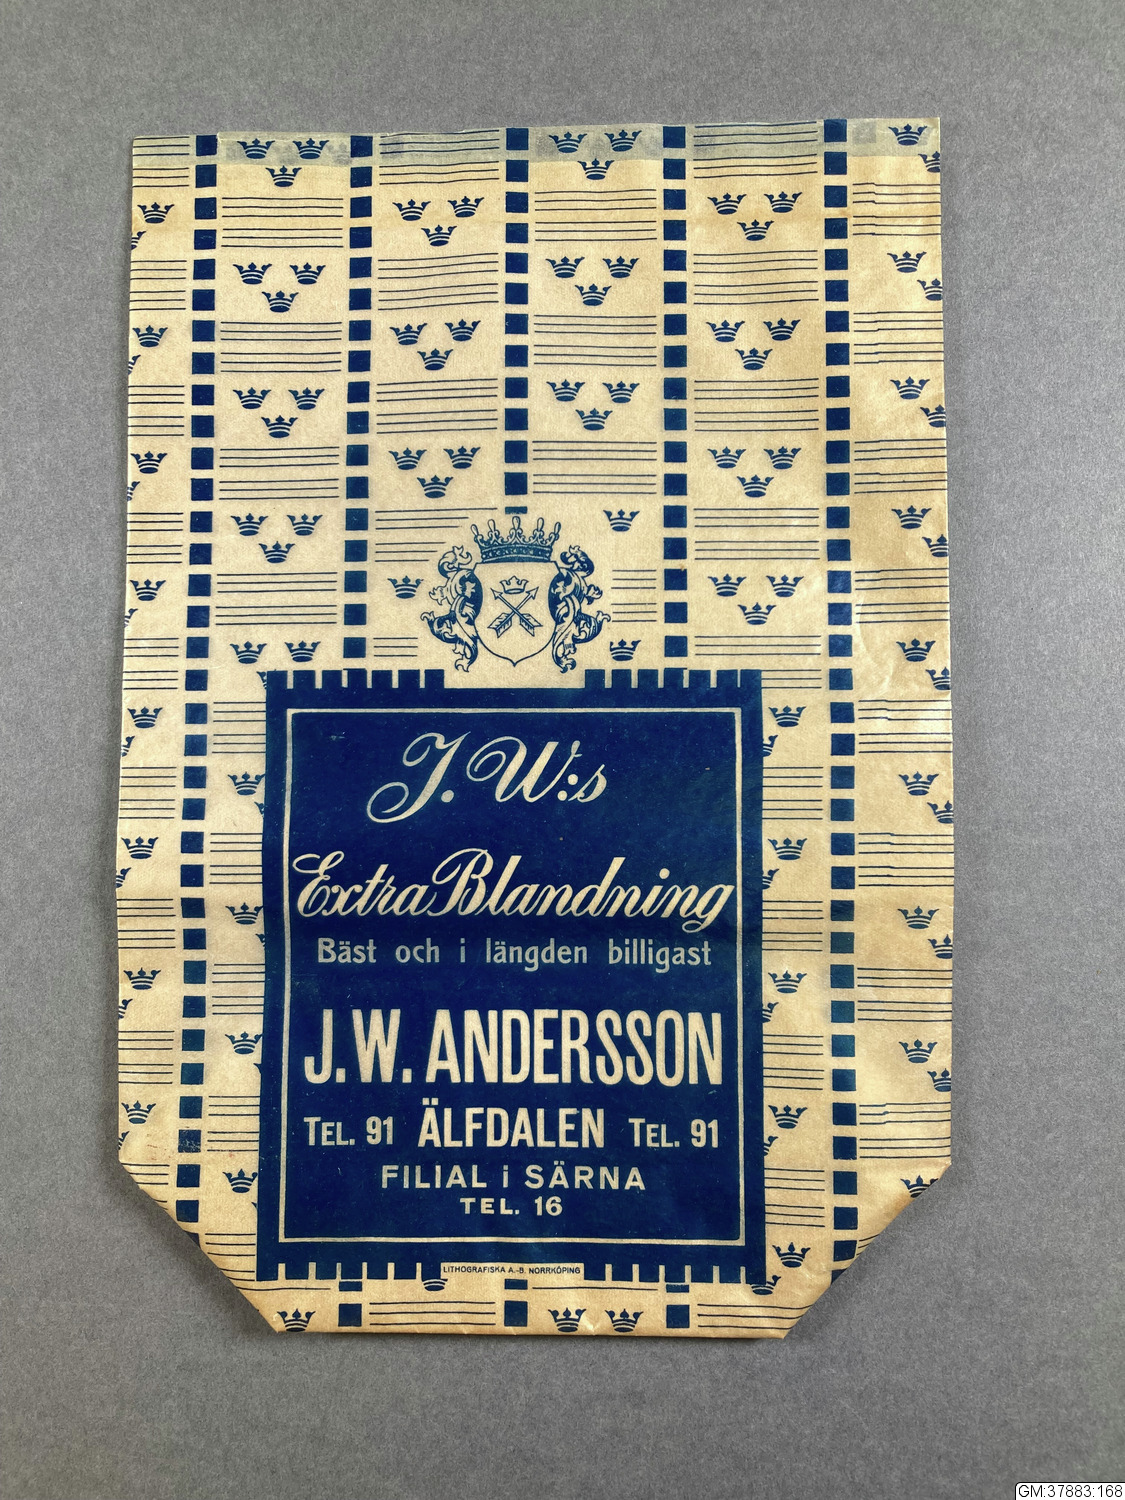 J. W:s
Extra Blandning
Bäst och i längden billigast
J. W. ANDERSSON
TEL. 91 ÄLFDALEN TEL. 91
FILIAL i SÄRNA
TEL. 16
LITHOGRAFISKA A.-B. NORRKÖPING
GM:37883:168